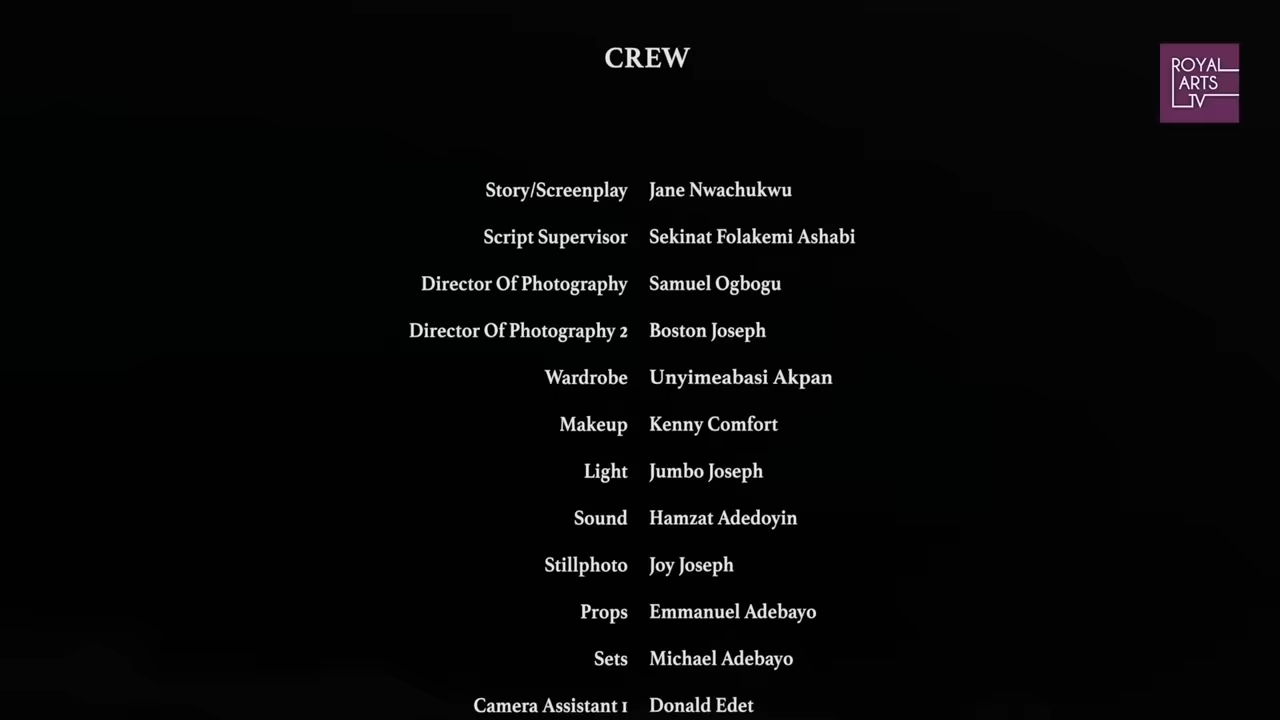 CREW
ROYAL
ARTS
TV
Story/Screenplay Jane Nwachukwu
Script Supervisor Sekinat Folakemi Ashabi
Director Of Photography Samuel Ogbogu
Director Of Photography 2 Boston Joseph
Wardrobe Unyimeabasi Akpan
Makeup Kenny Comfort
Light Jumbo Joseph
Sound Hamzat Adedoyin
Stillphoto Joy Joseph
Props Emmanuel Adebayo
Sets Michael Adebayo
Camera Assistant 1 Donald Edet